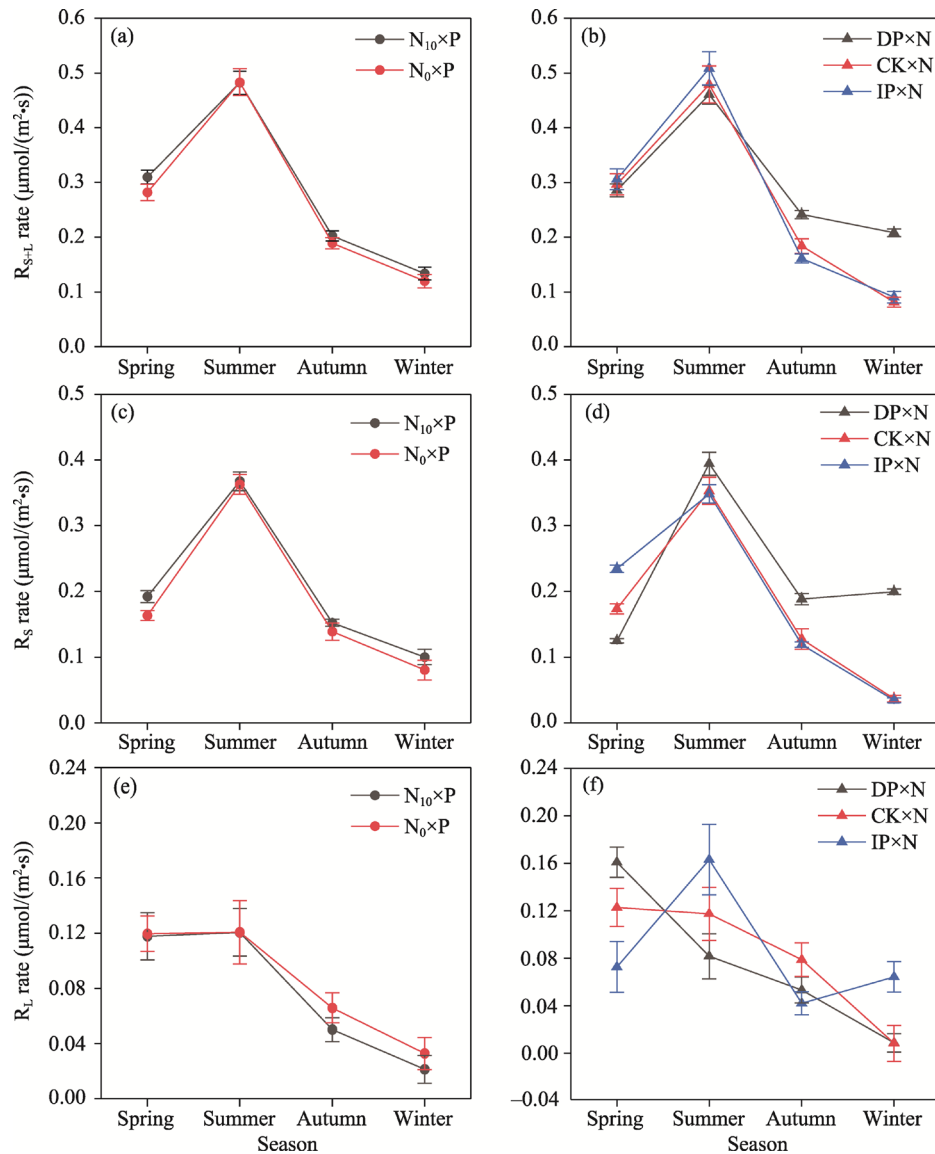 (a)
N₁₀×P
N₀×P
0.6
0.5
0.4
0.3
0.2
0.1
0.0
R_S+L rate (μmol/(m²•s))
Spring Summer Autumn Winter
(b)
DP×N
CK×N
IP×N
0.6
0.5
0.4
0.3
0.2
0.1
0.0
Spring Summer Autumn Winter
(c)
N₁₀×P
N₀×P
0.5
0.4
0.3
0.2
0.1
0.0
R_S rate (μmol/(m²•s))
Spring Summer Autumn Winter
(d)
DP×N
CK×N
IP×N
0.5
0.4
0.3
0.2
0.1
0.0
Spring Summer Autumn Winter
(e)
N₁₀×P
N₀×P
0.24
0.20
0.16
0.12
0.08
0.04
0.00
R_L rate (μmol/(m²•s))
Spring Summer Autumn Winter
Season
(f)
DP×N
CK×N
IP×N
0.24
0.20
0.16
0.12
0.08
0.04
0.00
–0.04
Spring Summer Autumn Winter
Season